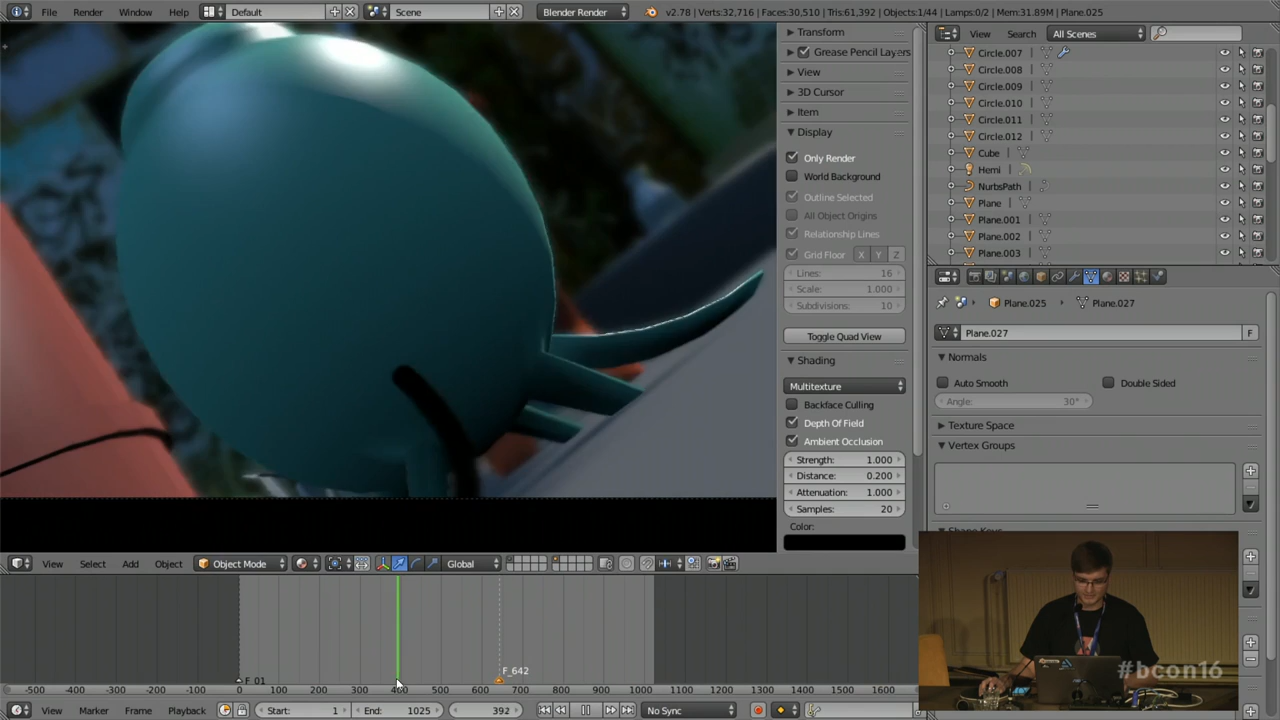 File Render Window Help Default Scene Blender Render v2.78 | Verts:32,716 | Faces:30,510 | Tris:61,392 | Objects:1/44 | Lamps:0/2 | Mem:31.89M | Plane.025
Transform
Grease Pencil Layers
View
3D Cursor
Item
Display
Only Render
World Background
Outline Selected
All Object Origins
Relationship Lines
Grid Floor X Y Z
Lines: 16
Scale: 1.000
Subdivisions: 10
Toggle Quad View
Shading
Multitexture
Backface Culling
Depth Of Field
Ambient Occlusion
Strength: 1.000
Distance: 0.200
Attenuation: 1.000
Samples: 20
Color:
View Search All Scenes
Circle.007
Circle.008
Circle.009
Circle.010
Circle.011
Circle.012
Cube
Hemi
NurbsPath
Plane
Plane.001
Plane.002
Plane.003
Plane.025 Plane.027
Plane.027 F
Normals
Auto Smooth Double Sided
Angle: 30°
Texture Space
Vertex Groups
Shape Keys
View Select Add Object Object Mode Global
F_642
F_01
-500 -400 -300 -200 -100 0 100 200 300 400 500 600 700 800 900 1000 1100 1200 1300 1400 1500 1600
View Marker Frame Playback Start: 1 End: 1025 392 No Sync
#bcon16